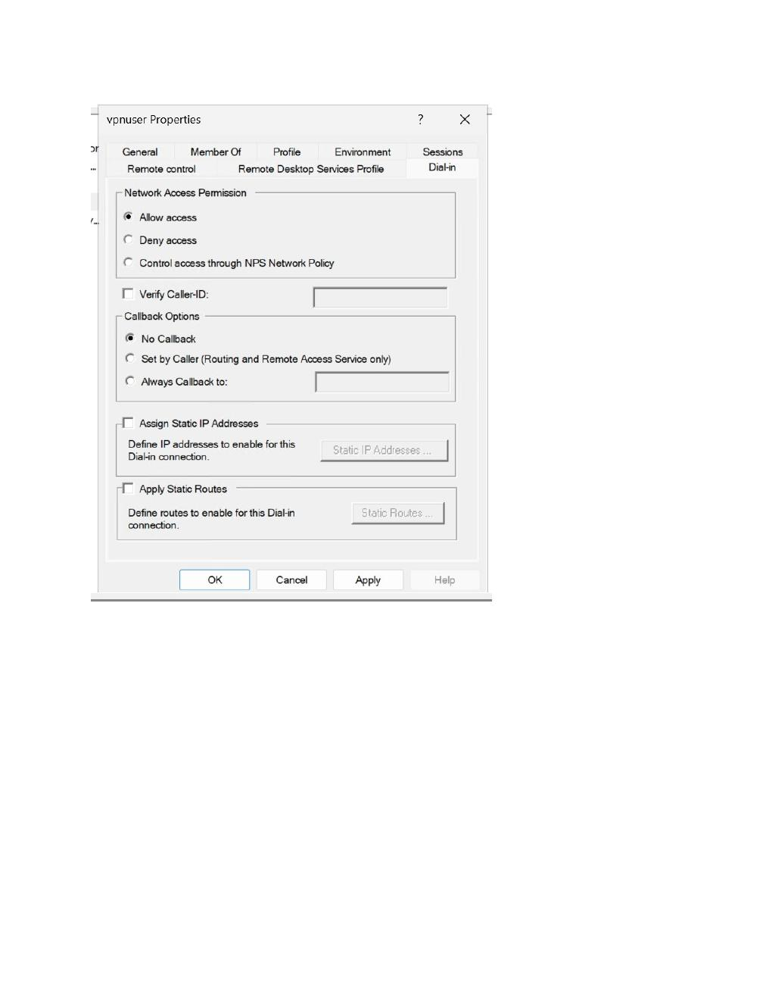 vpnuser Properties ? X
General Member Of Profile Environment Sessions
Remote control Remote Desktop Services Profile Dial-in
Network Access Permission
Allow access
Deny access
Control access through NPS Network Policy
Verify Caller-ID:
Callback Options
No Callback
Set by Caller (Routing and Remote Access Service only)
Always Callback to:
Assign Static IP Addresses
Define IP addresses to enable for this
Dial-in connection.
Static IP Addresses ...
Apply Static Routes
Define routes to enable for this Dial-in
connection.
Static Routes ...
OK Cancel Apply Help